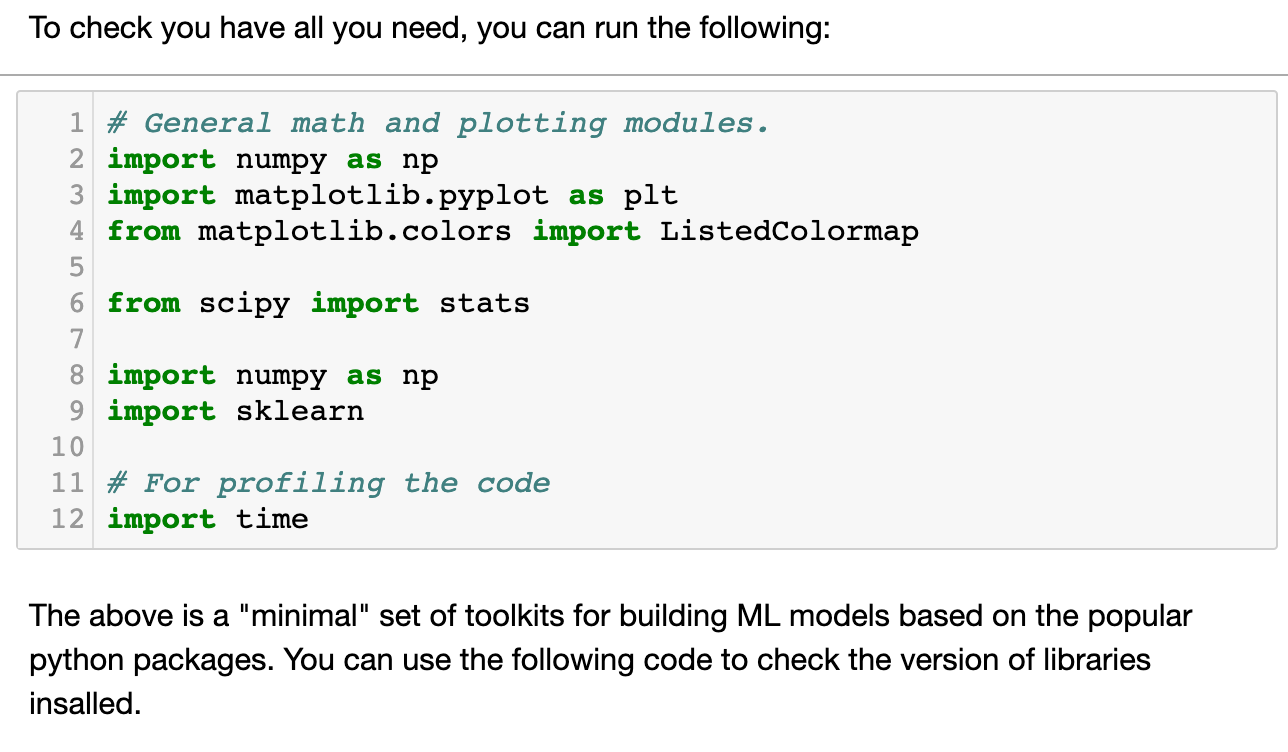 To check you have all you need, you can run the following:
1 # General math and plotting modules.
2 import numpy as np
3 import matplotlib.pyplot as plt
4 from matplotlib.colors import ListedColormap
5
6 from scipy import stats
7
8 import numpy as np
9 import sklearn
10
11 # For profiling the code
12 import time
The above is a "minimal" set of toolkits for building ML models based on the popular
python packages. You can use the following code to check the version of libraries
insalled.